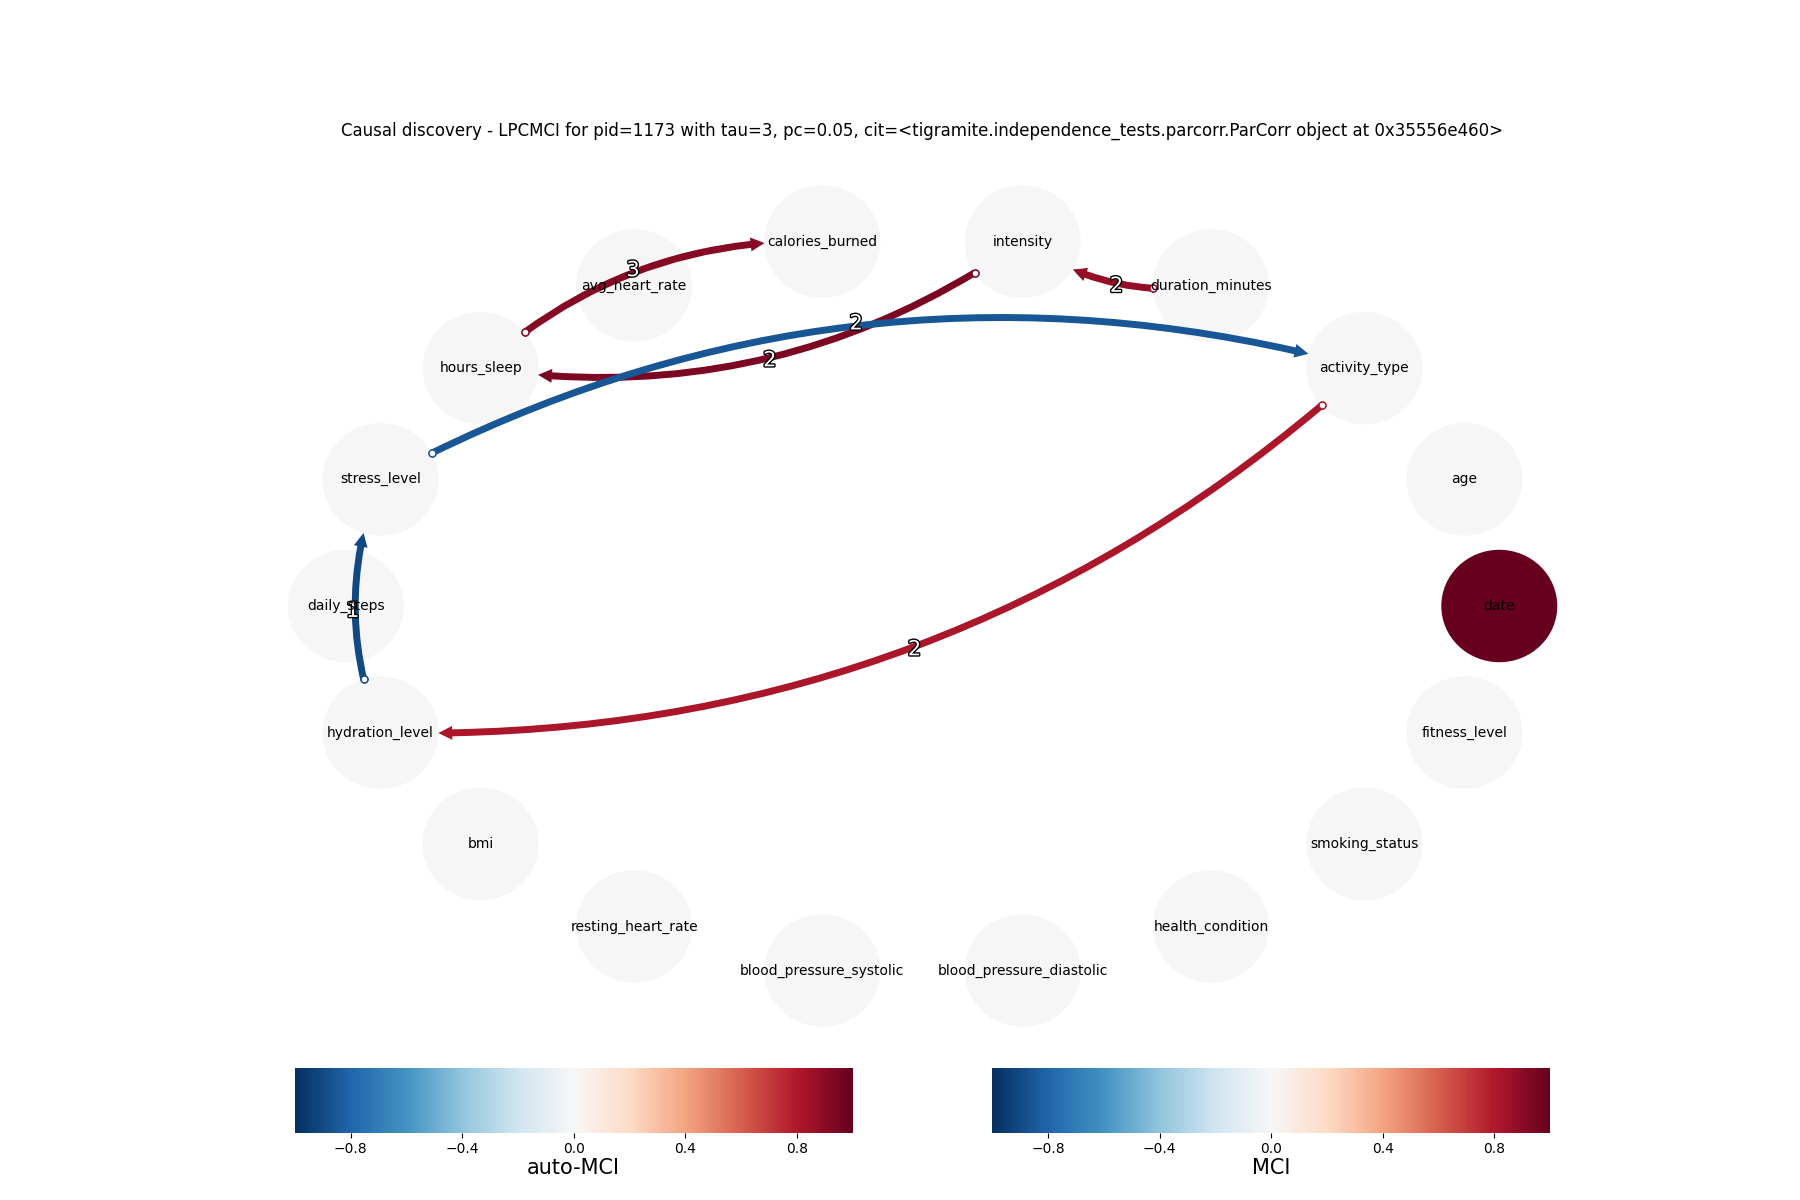 Causal discovery - LPCMCI for pid=1173 with tau=3, pc=0.05, cit=<tigramite.independence_tests.parcorr.ParCorr object at 0x35556e460>
calories_burned
intensity
3
avg_heart_rate
2
duration_minutes
2
2
hours_sleep
activity_type
stress_level
age
daily_steps
1
date
2
hydration_level
fitness_level
bmi
smoking_status
resting_heart_rate
health_condition
blood_pressure_systolic
blood_pressure_diastolic
−0.8 −0.4 0.0 0.4 0.8
auto-MCI
−0.8 −0.4 0.0 0.4 0.8
MCI